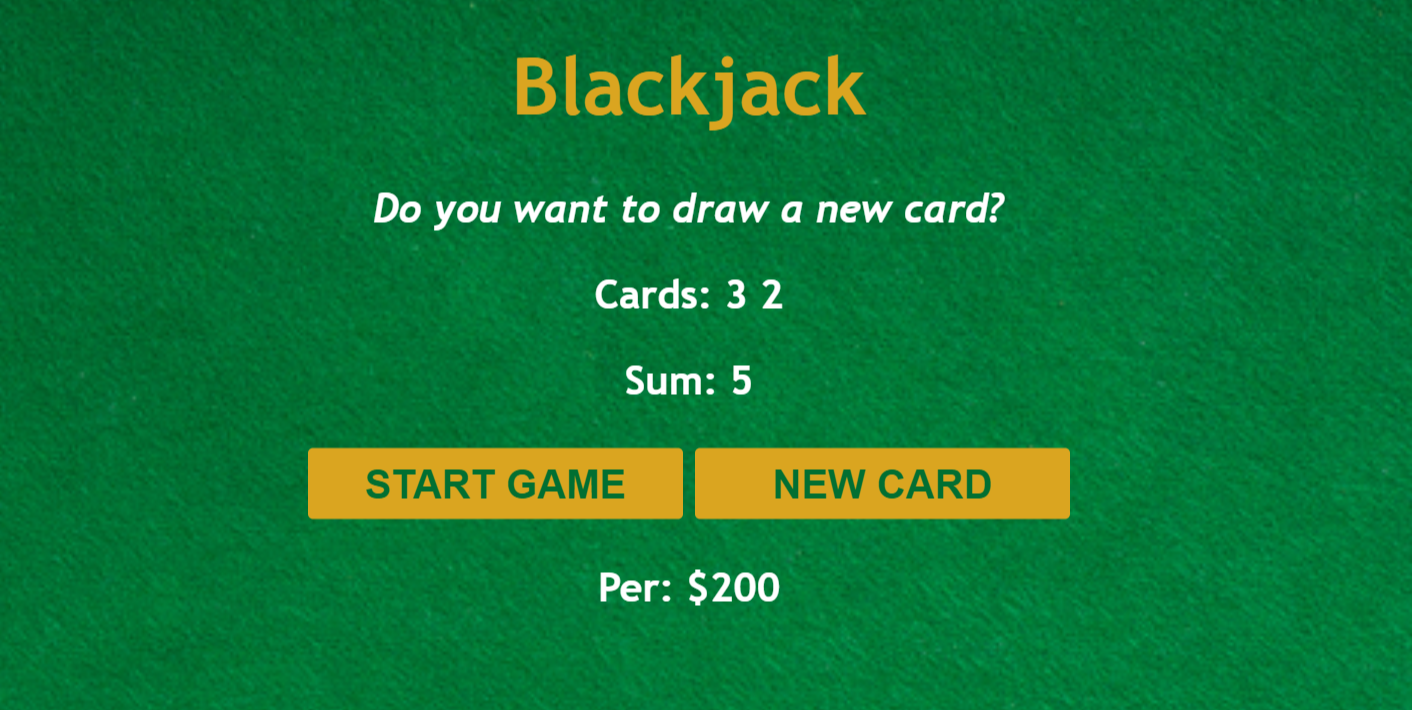 Blackjack
Do you want to draw a new card?
Cards: 3 2
Sum: 5
START GAME NEW CARD
Per: $200